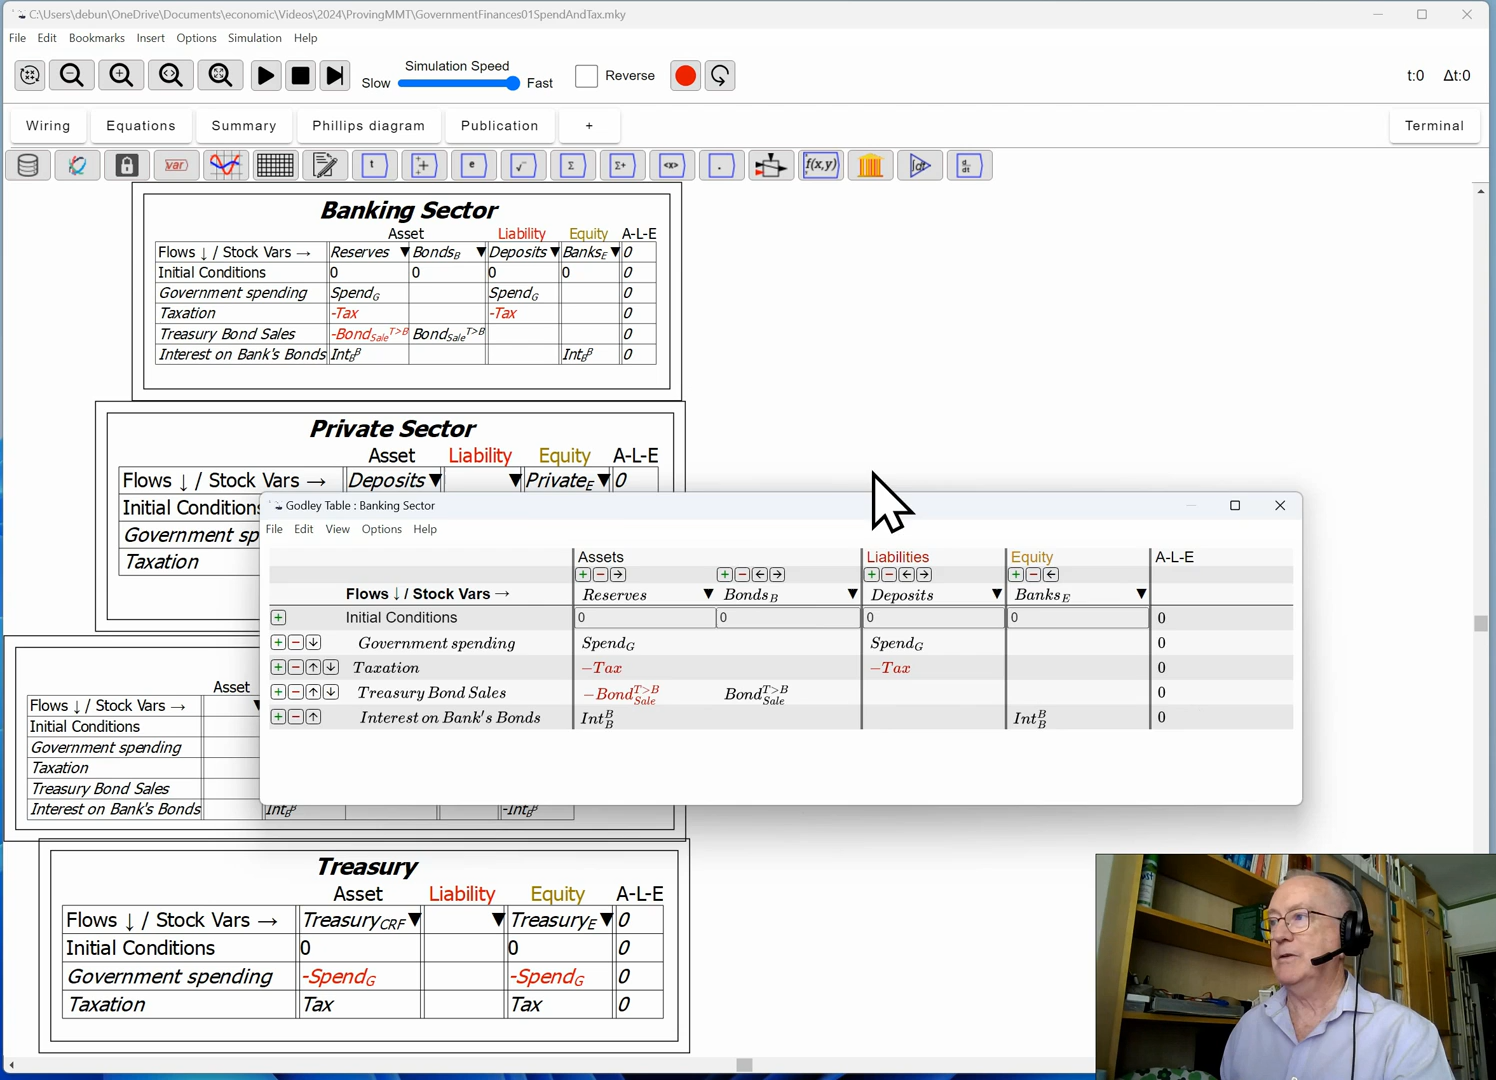 C:\Users\debun\OneDrive\Documents\economic\Videos\2024\ProvingMMT\GovernmentFinances01SpendAndTax.mky
File Edit Bookmarks Insert Options Simulation Help
Simulation Speed
Slow Fast Reverse t:0 Δt:0
Wiring Equations Summary Phillips diagram Publication + Terminal
var t e √ Σ Σ+ <x> . f(x,y) ∫dt d/dt
Banking Sector
Asset Liability Equity A-L-E
Flows ↓ / Stock Vars → Reserves ▼ Bonds_B ▼ Deposits ▼ Banks_E ▼ 0
Initial Conditions 0 0 0 0 0
Government spending Spend_G Spend_G 0
Taxation -Tax -Tax 0
Treasury Bond Sales -Bond_Sale^T>B Bond_Sale^T>B 0
Interest on Bank's Bonds Int_B^B Int_B^B 0
Private Sector
Asset Liability Equity A-L-E
Flows ↓ / Stock Vars → Deposits ▼ ▼ Private_E ▼ 0
Initial Conditions
Government sp
Taxation
Godley Table : Banking Sector
File Edit View Options Help
Assets Liabilities Equity A-L-E
+ − → + − ← → + − ← → + − ←
Flows ↓ / Stock Vars → Reserves ▼ Bonds_B ▼ Deposits ▼ Banks_E ▼
+ Initial Conditions 0 0 0 0 0
+ − ↓ Government spending Spend_G Spend_G 0
+ − ↑ ↓ Taxation −Tax −Tax 0
+ − ↑ ↓ Treasury Bond Sales −Bond_Sale^T>B Bond_Sale^T>B 0
+ − ↑ Interest on Bank's Bonds Int_B^B Int_B^B 0
Asset
Flows ↓ / Stock Vars →
Initial Conditions
Government spending
Taxation
Treasury Bond Sales
Interest on Bank's Bonds Int_B^B -Int_B^B
Treasury
Asset Liability Equity A-L-E
Flows ↓ / Stock Vars → Treasury_CRF ▼ ▼ Treasury_E ▼ 0
Initial Conditions 0 0 0
Government spending -Spend_G -Spend_G 0
Taxation Tax Tax 0